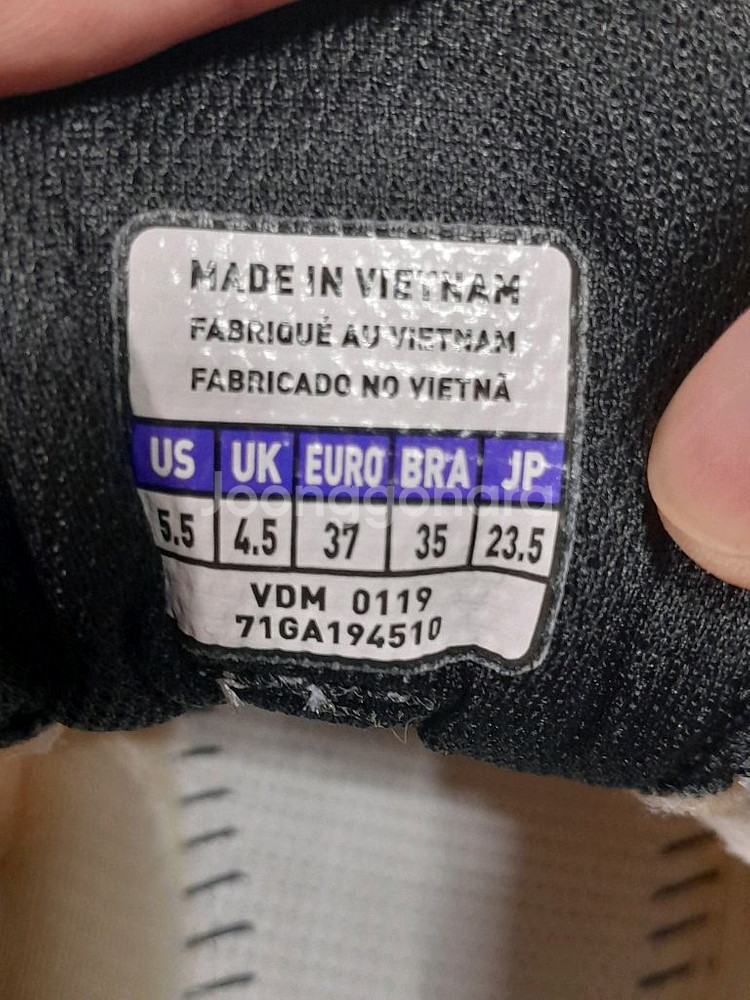 MADE IN VIETNAM
FABRIQUÉ AU VIETNAM
FABRICADO NO VIETNÃ
US UK EURO BRA JP
Joonggonara
5.5 4.5 37 35 23.5
VDM 0119
71GA194510